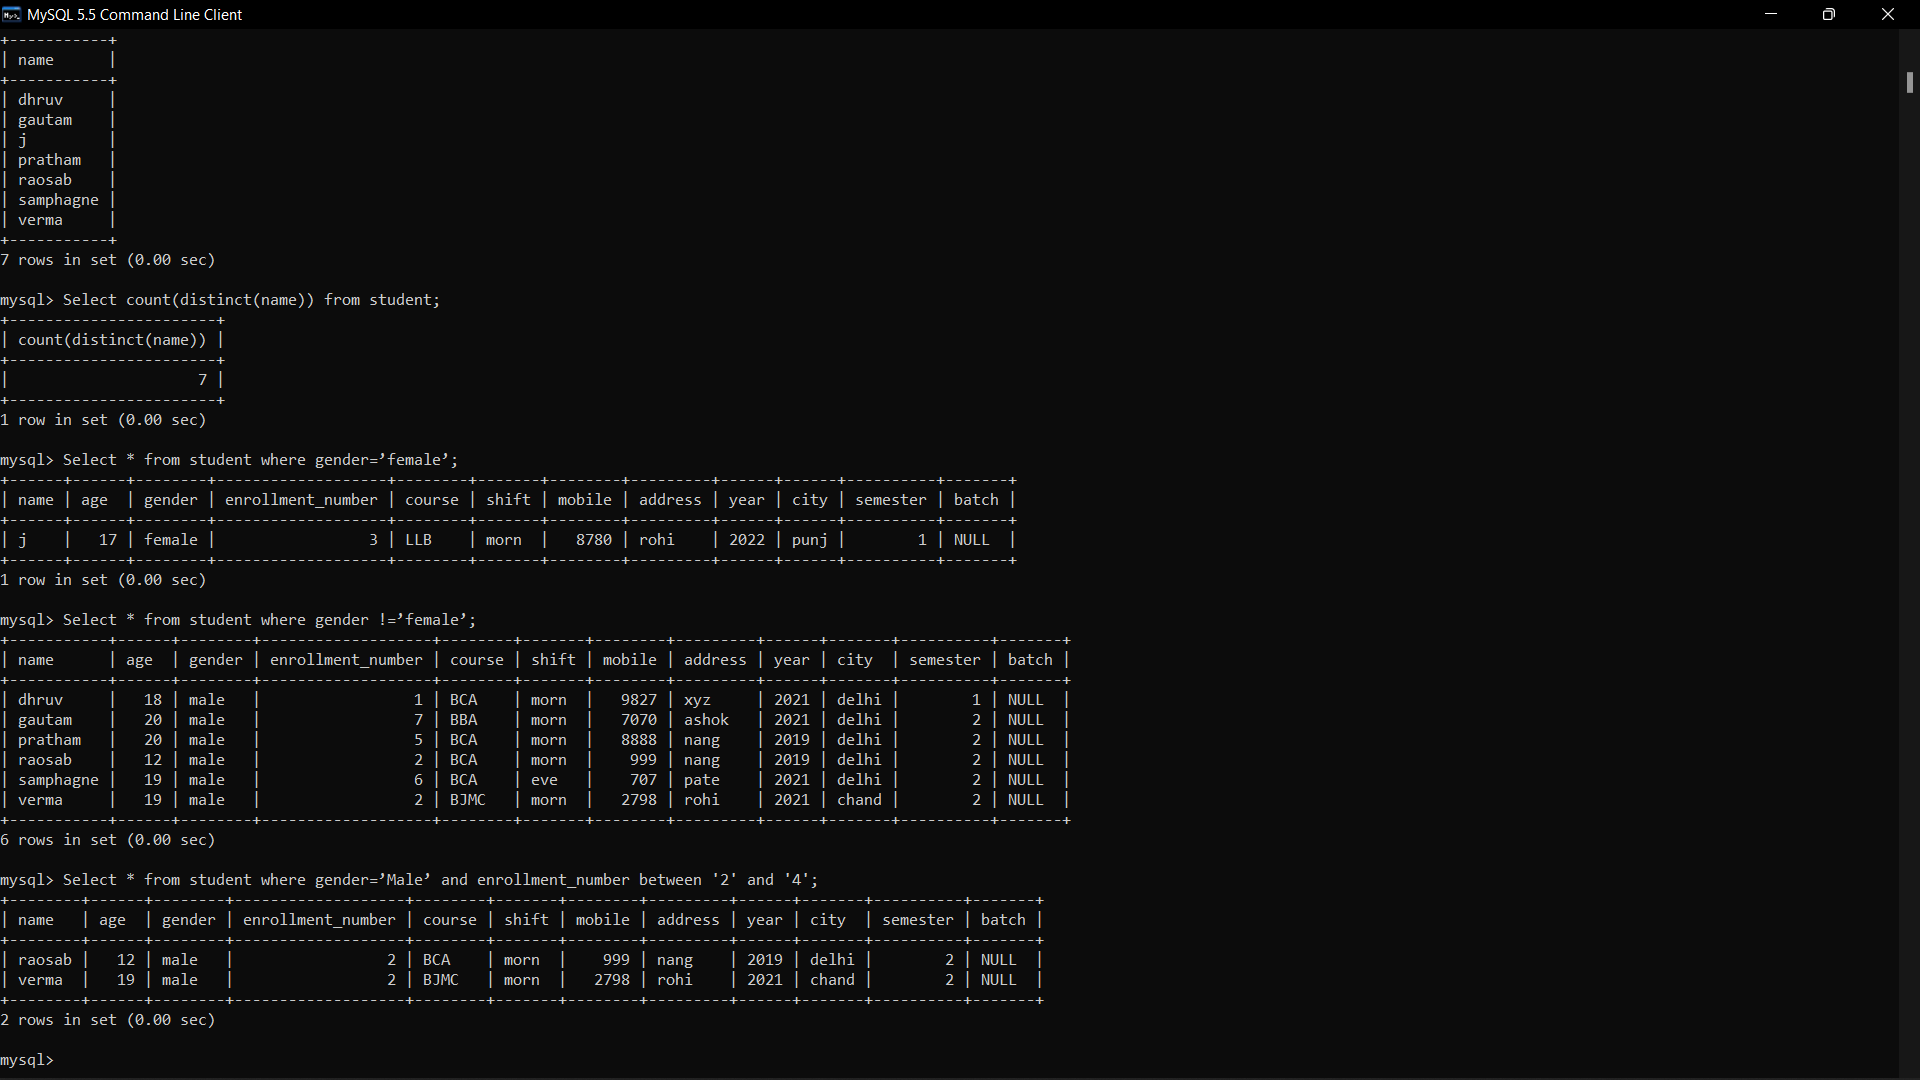 MySQL 5.5 Command Line Client
+-----------+
| name      |
+-----------+
| dhruv     |
| gautam    |
| j         |
| pratham   |
| raosab    |
| samphagne |
| verma     |
+-----------+
7 rows in set (0.00 sec)
mysql> Select count(distinct(name)) from student;
+-----------------------+
| count(distinct(name)) |
+-----------------------+
|                     7 |
+-----------------------+
1 row in set (0.00 sec)
mysql> Select * from student where gender=’female’;
+------+------+--------+-------------------+--------+-------+--------+---------+------+------+----------+-------+
| name | age  | gender | enrollment_number | course | shift | mobile | address | year | city | semester | batch |
+------+------+--------+-------------------+--------+-------+--------+---------+------+------+----------+-------+
| j    |   17 | female |                 3 | LLB    | morn  |   8780 | rohi    | 2022 | punj |        1 | NULL  |
+------+------+--------+-------------------+--------+-------+--------+---------+------+------+----------+-------+
1 row in set (0.00 sec)
mysql> Select * from student where gender !=’female’;
+-----------+------+--------+-------------------+--------+-------+--------+---------+------+-------+----------+-------+
| name      | age  | gender | enrollment_number | course | shift | mobile | address | year | city  | semester | batch |
+-----------+------+--------+-------------------+--------+-------+--------+---------+------+-------+----------+-------+
| dhruv     |   18 | male   |                 1 | BCA    | morn  |   9827 | xyz     | 2021 | delhi |        1 | NULL  |
| gautam    |   20 | male   |                 7 | BBA    | morn  |   7070 | ashok   | 2021 | delhi |        2 | NULL  |
| pratham   |   20 | male   |                 5 | BCA    | morn  |   8888 | nang    | 2019 | delhi |        2 | NULL  |
| raosab    |   12 | male   |                 2 | BCA    | morn  |    999 | nang    | 2019 | delhi |        2 | NULL  |
| samphagne |   19 | male   |                 6 | BCA    | eve   |    707 | pate    | 2021 | delhi |        2 | NULL  |
| verma     |   19 | male   |                 2 | BJMC   | morn  |   2798 | rohi    | 2021 | chand |        2 | NULL  |
+-----------+------+--------+-------------------+--------+-------+--------+---------+------+-------+----------+-------+
6 rows in set (0.00 sec)
mysql> Select * from student where gender=’Male’ and enrollment_number between '2' and '4';
+--------+------+--------+-------------------+--------+-------+--------+---------+------+-------+----------+-------+
| name   | age  | gender | enrollment_number | course | shift | mobile | address | year | city  | semester | batch |
+--------+------+--------+-------------------+--------+-------+--------+---------+------+-------+----------+-------+
| raosab |   12 | male   |                 2 | BCA    | morn  |    999 | nang    | 2019 | delhi |        2 | NULL  |
| verma  |   19 | male   |                 2 | BJMC   | morn  |   2798 | rohi    | 2021 | chand |        2 | NULL  |
+--------+------+--------+-------------------+--------+-------+--------+---------+------+-------+----------+-------+
2 rows in set (0.00 sec)
mysql>